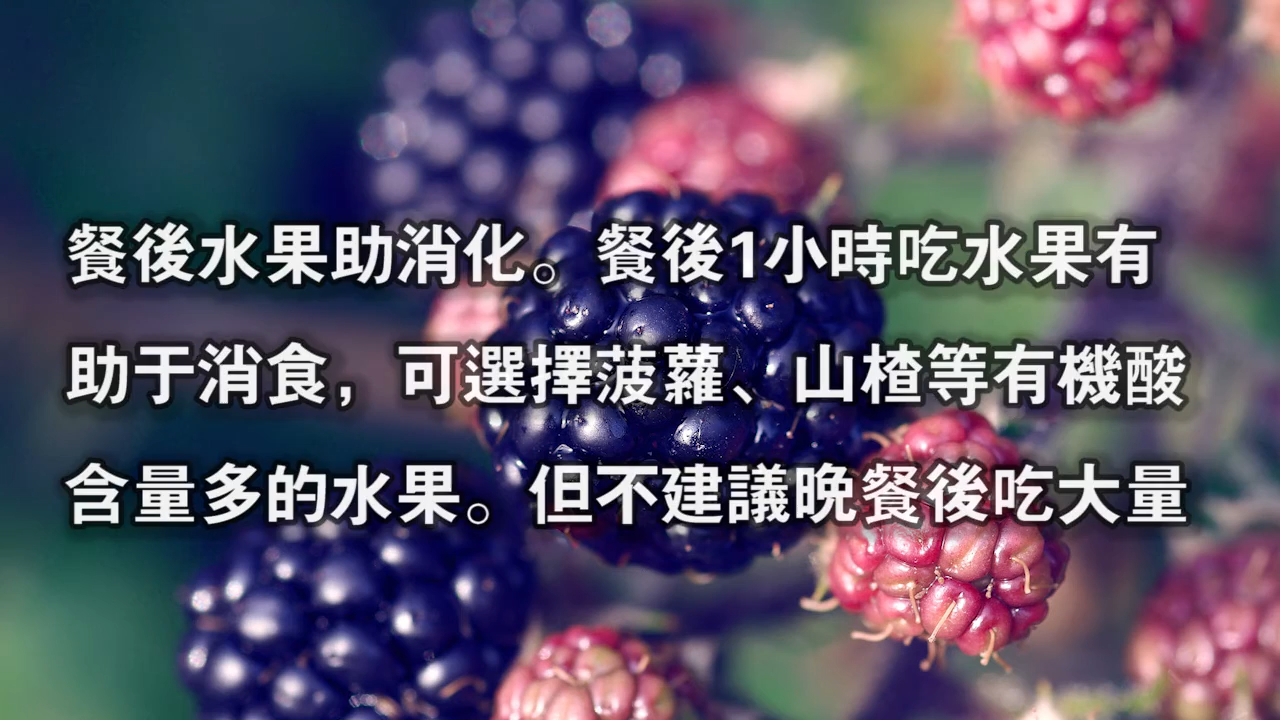 餐後水果助消化。餐後1小時吃水果有
助于消食，可選擇菠蘿、山楂等有機酸
含量多的水果。但不建議晚餐後吃大量